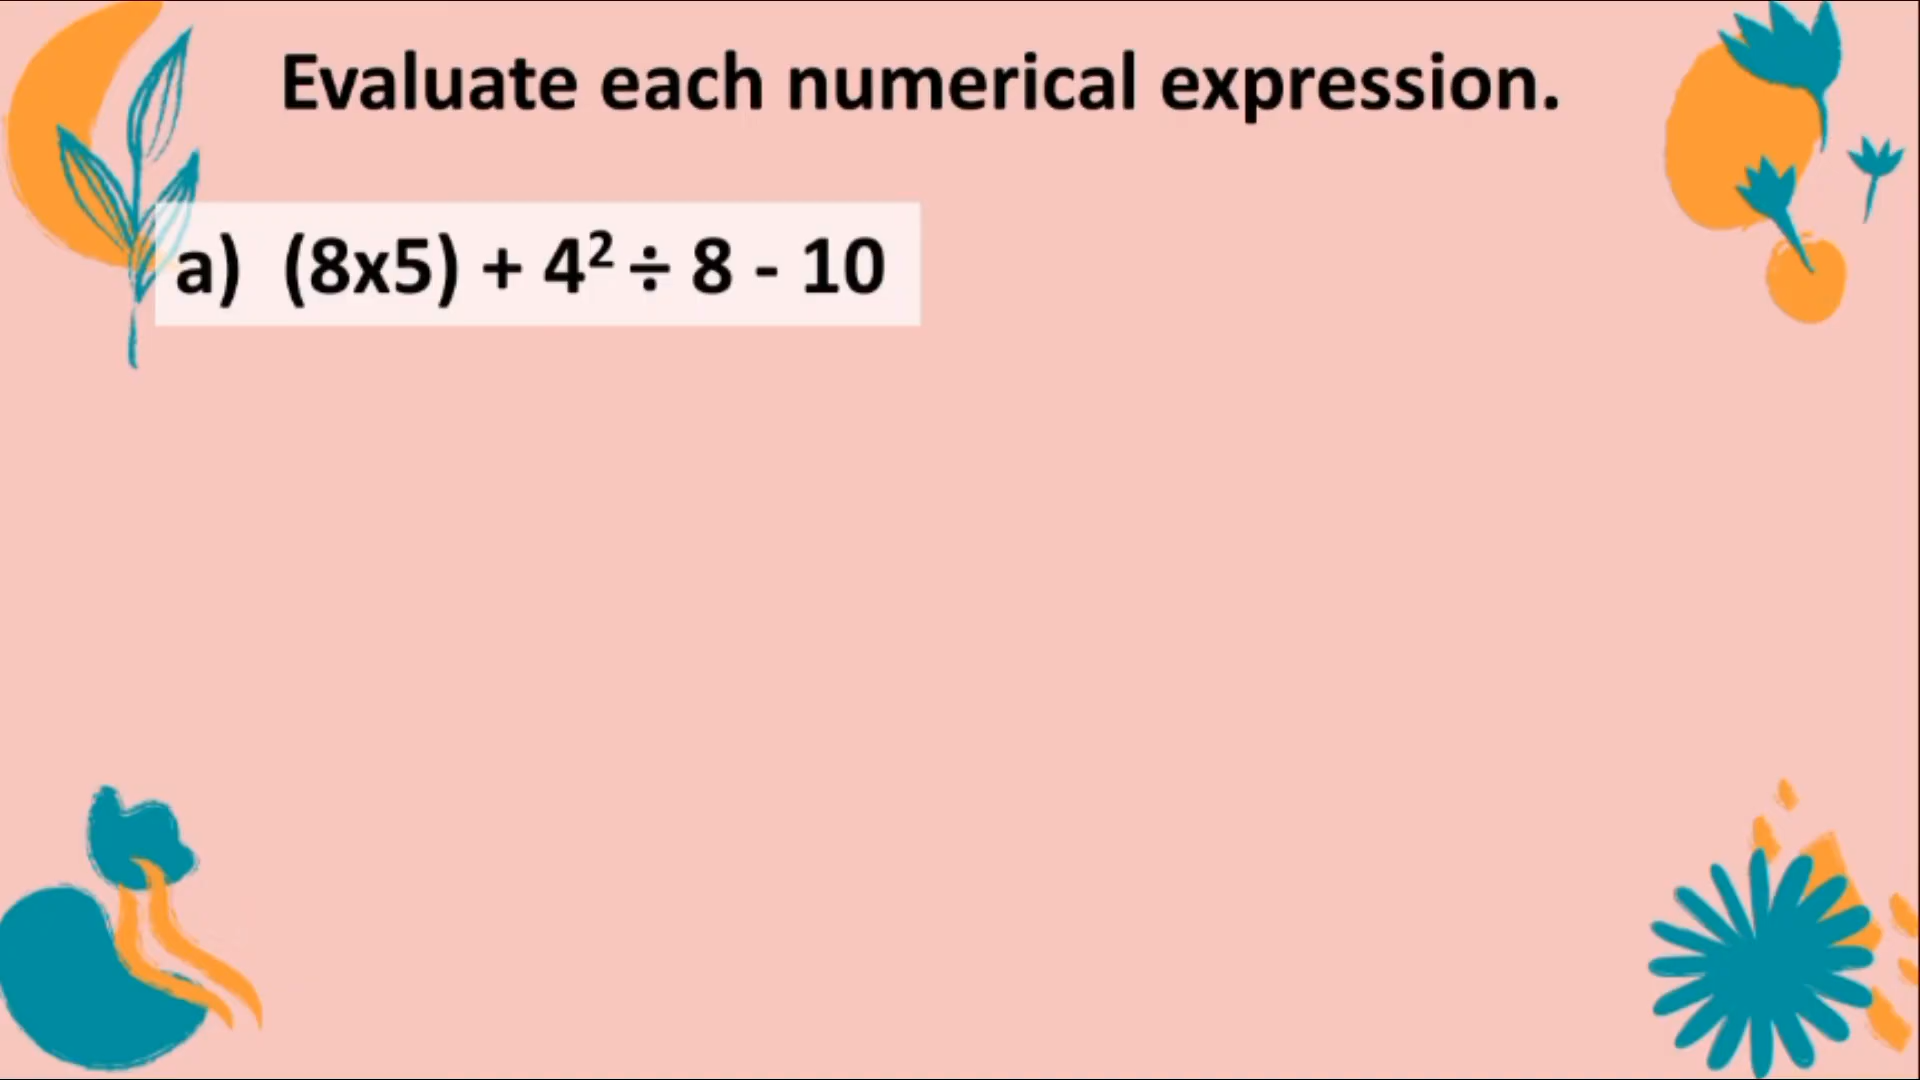 Evaluate each numerical expression.
a) (8x5) + 4² ÷ 8 - 10